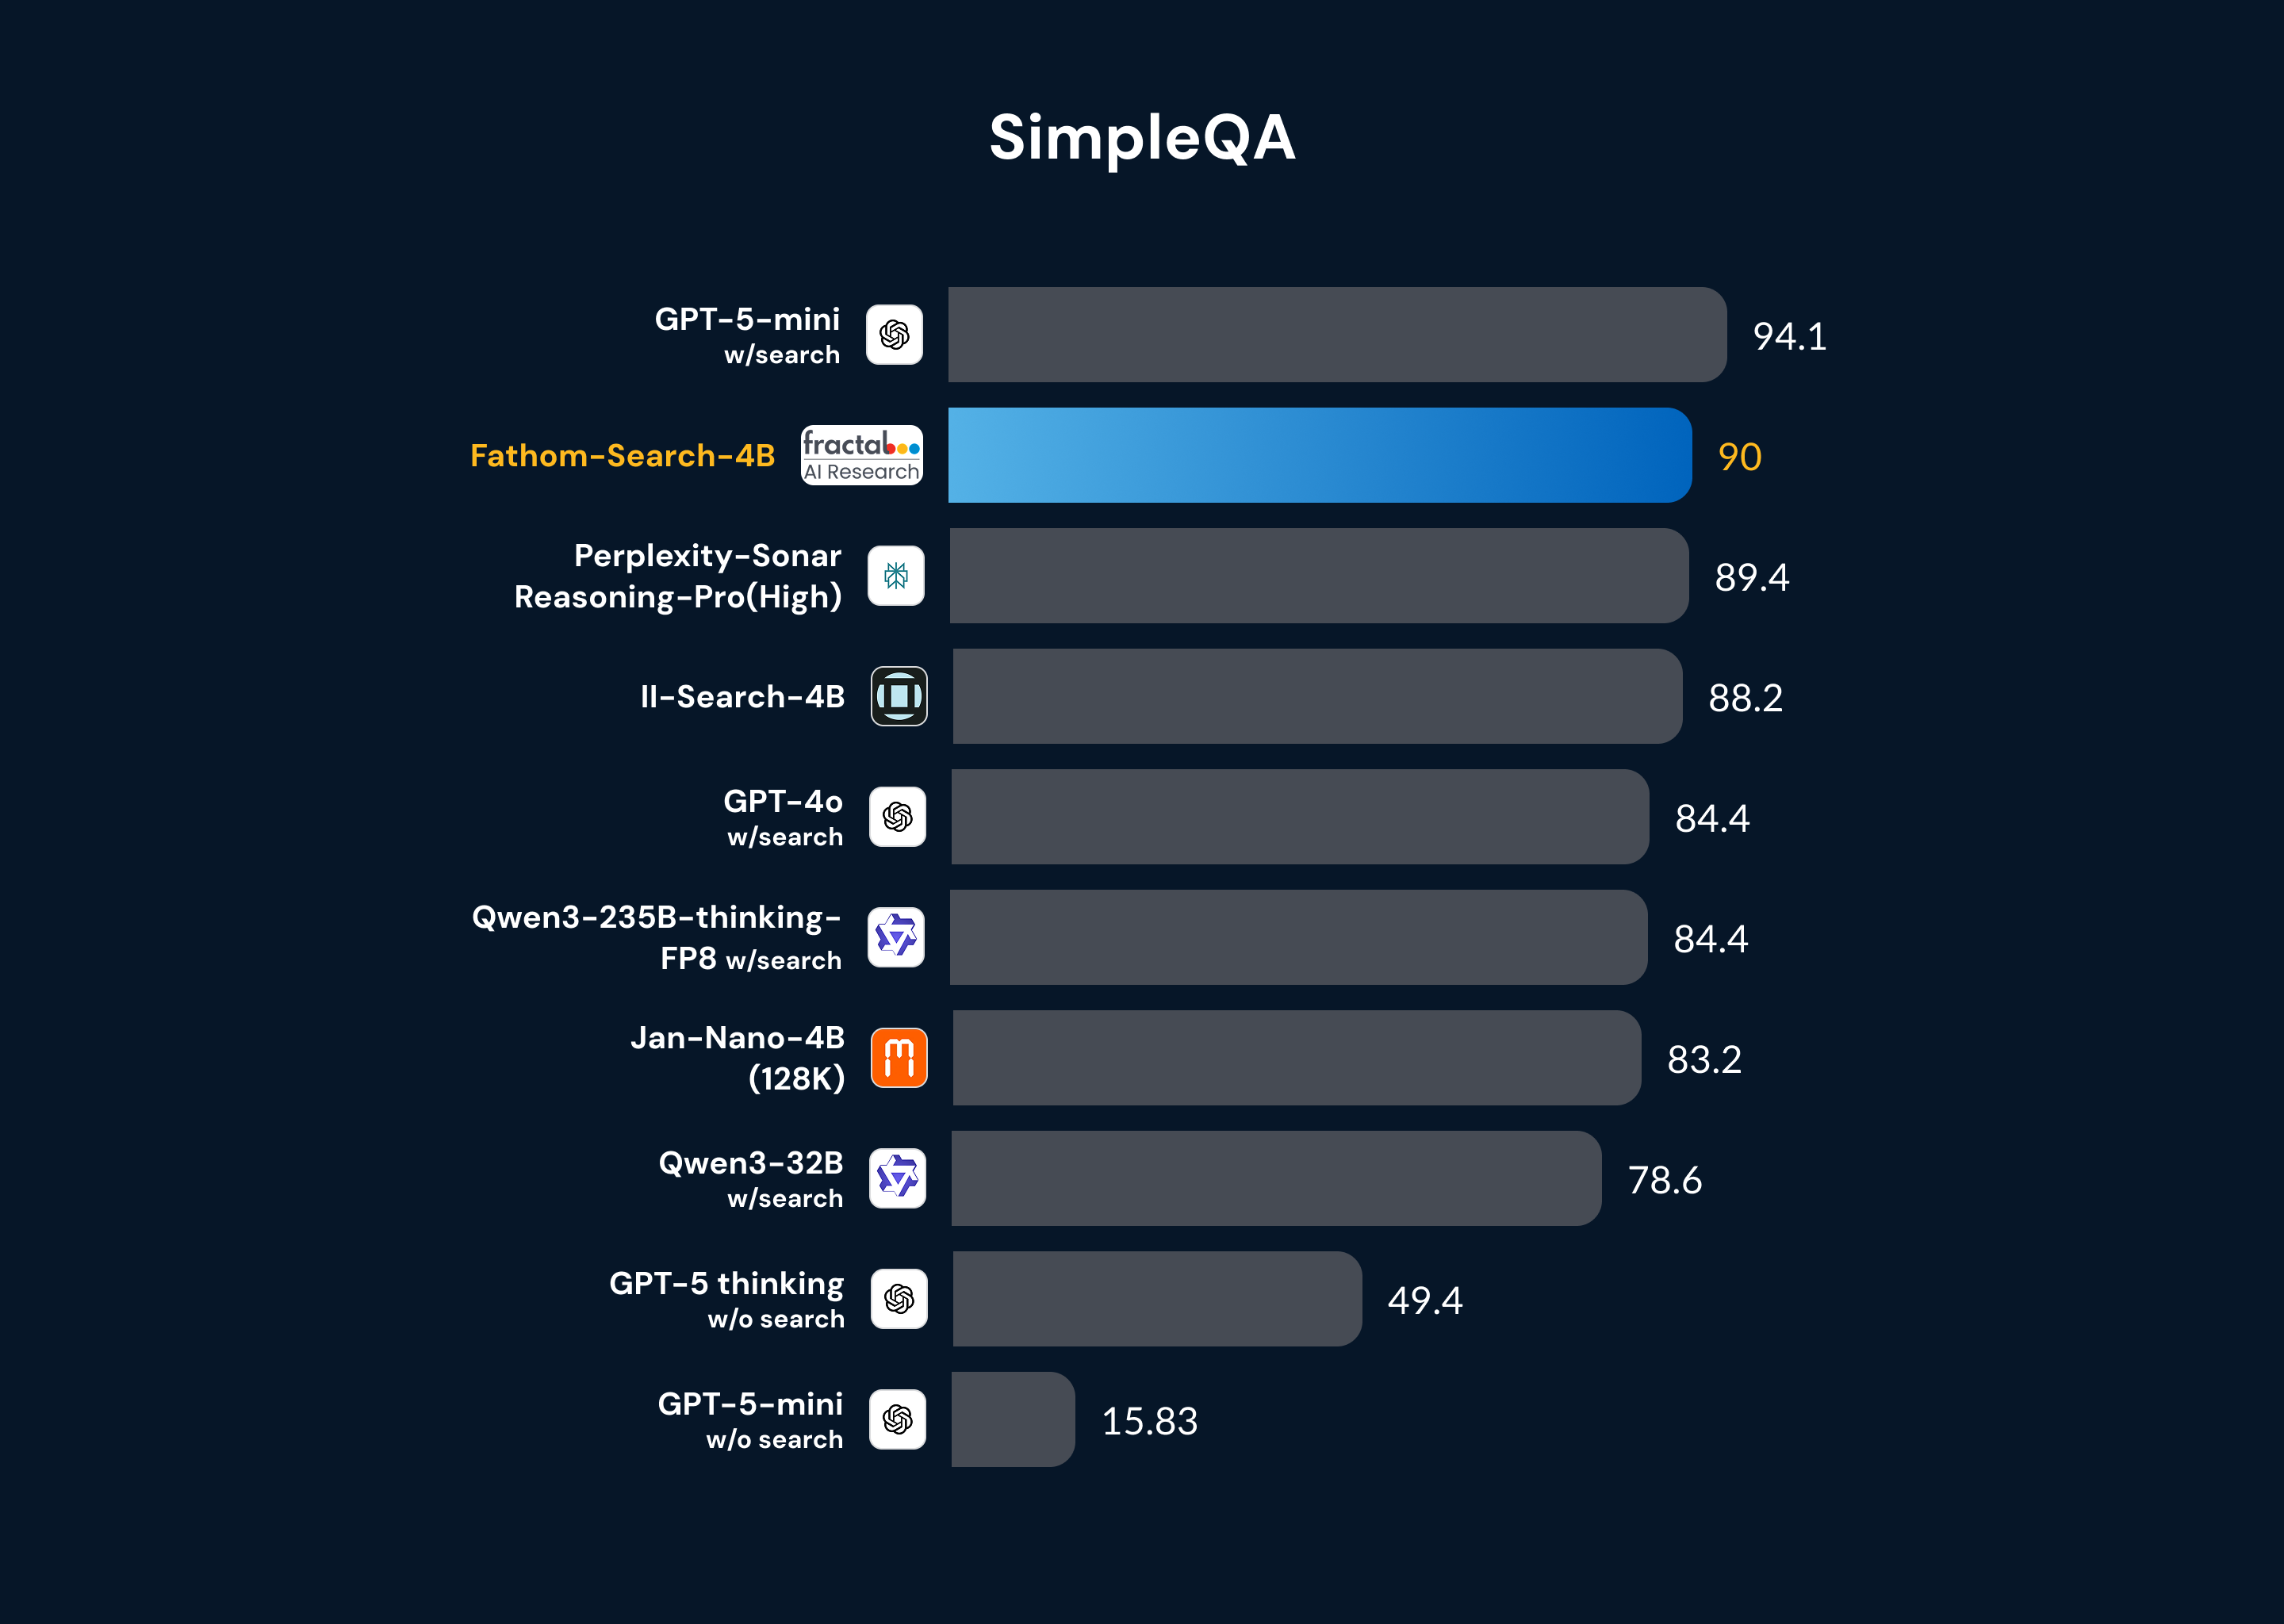 SimpleQA
GPT-5-mini
w/search
94.1
Fathom-Search-4B
fractal
AI Research
90
Perplexity-Sonar
Reasoning-Pro(High)
89.4
II-Search-4B
88.2
GPT-4o
w/search
84.4
Qwen3-235B-thinking-
FP8 w/search
84.4
Jan-Nano-4B
(128K)
83.2
Qwen3-32B
w/search
78.6
GPT-5 thinking
w/o search
49.4
GPT-5-mini
w/o search
15.83